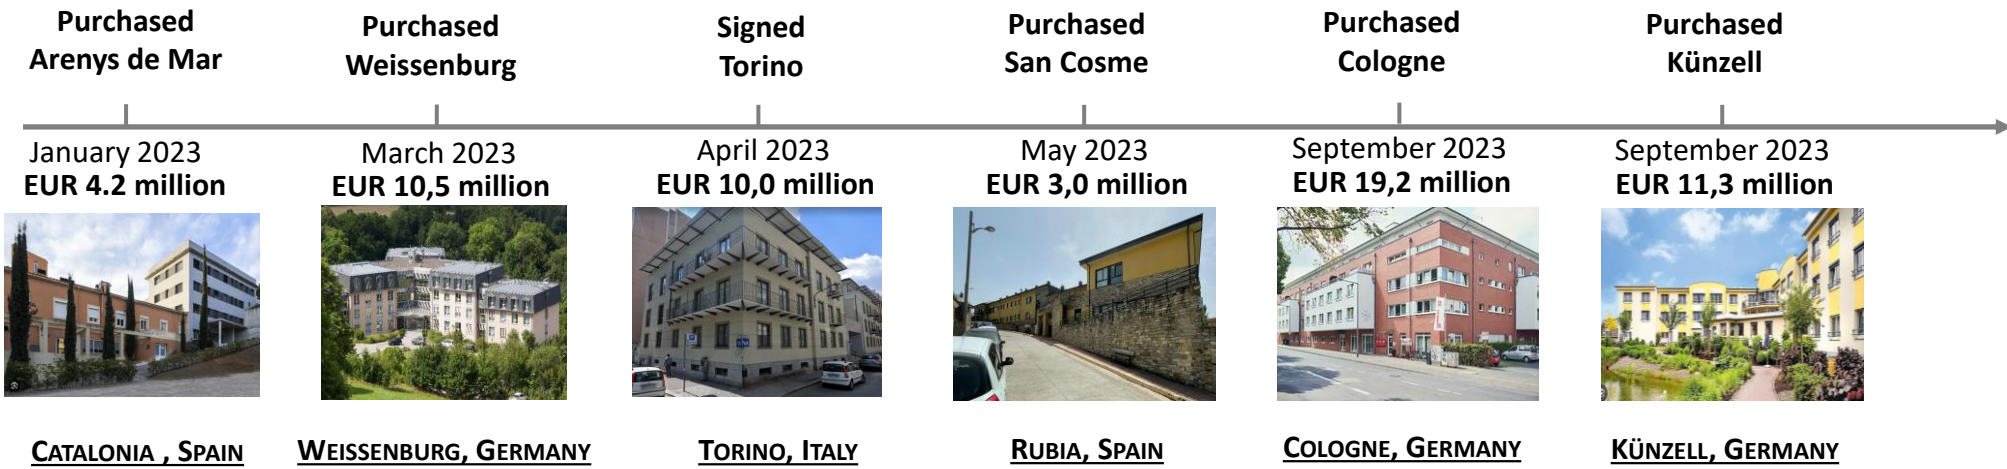 Purchased
Arenys de Mar
Purchased
Weissenburg
Signed
Torino
Purchased
San Cosme
Purchased
Cologne
Purchased
Künzell
January 2023
EUR 4.2 million
March 2023
EUR 10,5 million
April 2023
EUR 10,0 million
May 2023
EUR 3,0 million
September 2023
EUR 19,2 million
September 2023
EUR 11,3 million
CATALONIA , SPAIN
WEISSENBURG, GERMANY
TORINO, ITALY
RUBIA, SPAIN
COLOGNE, GERMANY
KÜNZELL, GERMANY